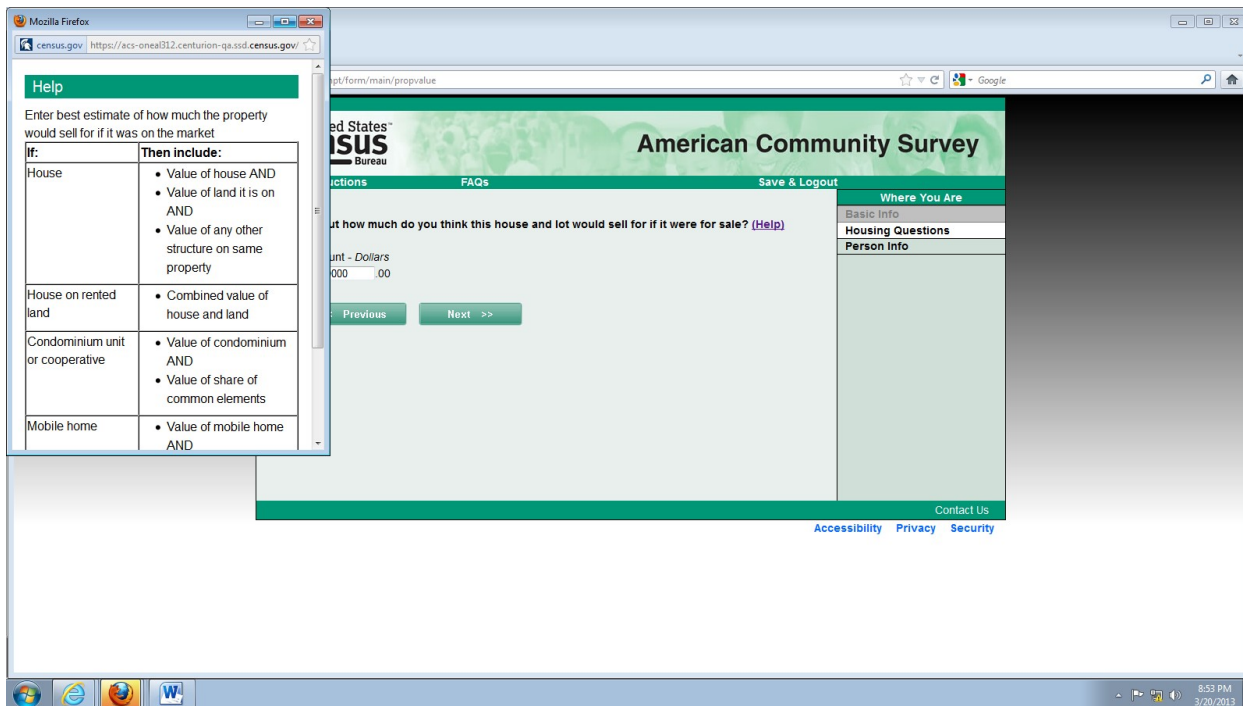 Mozilla Firefox
census.gov https://acs-oneal312.centurion-qa.ssd.census.gov/
Help
Enter best estimate of how much the property
would sell for if it was on the market
If: Then include:
House
• Value of house AND
• Value of land it is on
AND
• Value of any other
structure on same
property
House on rented
land
• Combined value of
house and land
Condominium unit
or cooperative
• Value of condominium
AND
• Value of share of
common elements
Mobile home
• Value of mobile home
AND
/form/main/propvalue
Google
ed States™
sus
Bureau
American Community Survey
uctions FAQs Save & Logout
ut how much do you think this house and lot would sell for if it were for sale? (Help)
unt - Dollars
0000 .00
Previous
Next >>
Where You Are
Basic Info
Housing Questions
Person Info
Contact Us
Accessibility Privacy Security
W
8:53 PM
3/20/2013